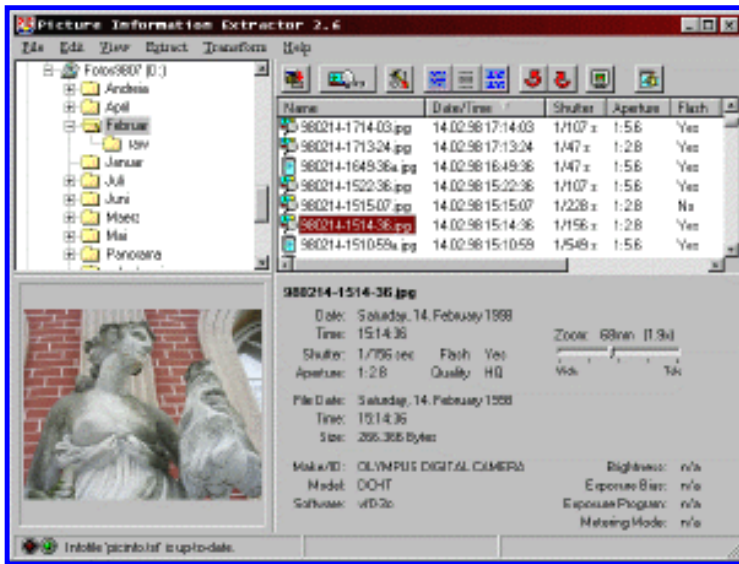 Picture Information Extractor 2.6
File Edit View Extract Transform Help
Fotos9807 (D:)
Andreia
April
Februar
raw
Januar
Juli
Juni
Maerz
Mai
Panorama
Name Date/Time Shutter Aperture Flash
980214-1714-03.jpg 14.02.98 17:14:03 1/107 s 1:5.6 Yes
980214-1713-24.jpg 14.02.98 17:13:24 1/47 s 1:2.8 Yes
980214-1649-36a.jpg 14.02.98 16:49:36 1/47 s 1:5.6 Yes
980214-1522-36.jpg 14.02.98 15:22:36 1/107 s 1:5.6 Yes
980214-1515-07.jpg 14.02.98 15:15:07 1/228 s 1:2.8 No
980214-1514-36.jpg 14.02.98 15:14:36 1/156 s 1:2.8 Yes
980214-1510-59a.jpg 14.02.98 15:10:59 1/549 s 1:5.6 Yes
980214-1514-36.jpg
Date: Saturday, 14. February 1998
Time: 15:14:36
Shutter: 1/156 sec Flash Yes
Aperture: 1:2.8 Quality HQ
Zoom: 68mm (1.9x)
Wide Tele
File Date: Saturday, 14. February 1998
Time: 15:14:36
Size: 266.366 Bytes
Make/ID: OLYMPUS DIGITAL CAMERA
Model:
Software:
Brightness: n/a
Exposure Bias: n/a
Exposure Program: n/a
Metering Mode: n/a
Infofile 'picinfo.txt' is up-to-date.